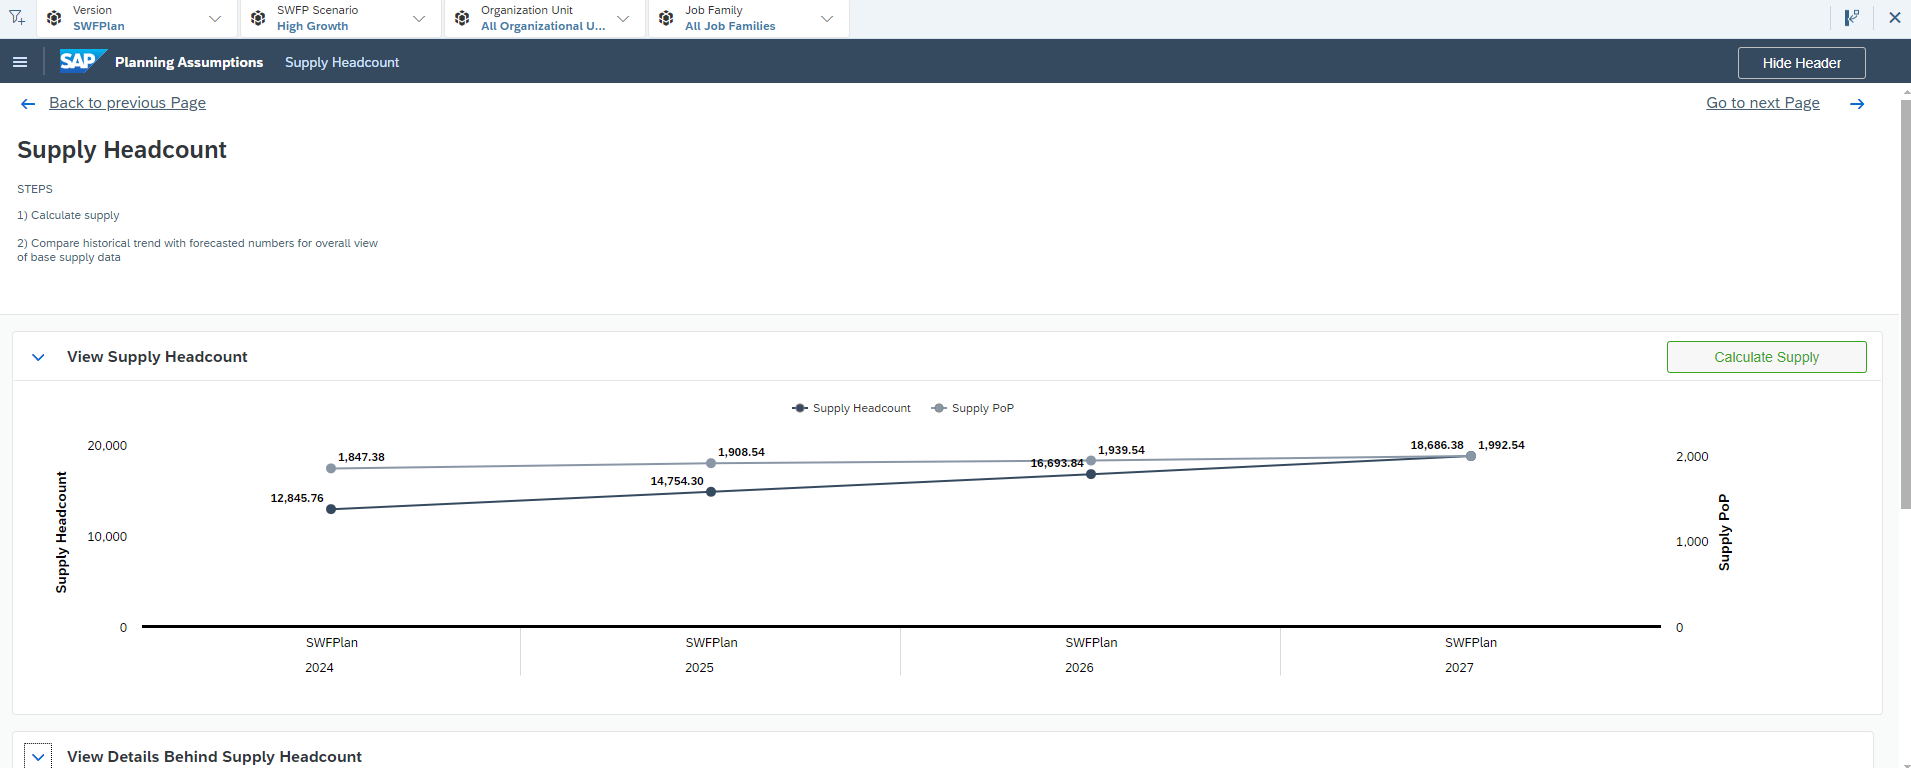 Version
SWFPlan
SWFP Scenario
High Growth
Organization Unit
All Organizational U...
Job Family
All Job Families
SAP
Planning Assumptions
Supply Headcount
Hide Header
Back to previous Page
Go to next Page
Supply Headcount
STEPS
1) Calculate supply
2) Compare historical trend with forecasted numbers for overall view
of base supply data
View Supply Headcount
Calculate Supply
Supply Headcount
Supply PoP
20,000
10,000
0
Supply Headcount
1,847.38
1,908.54
1,939.54
1,992.54
12,845.76
14,754.30
16,693.84
18,686.38
2,000
1,000
0
Supply PoP
SWFPlan
SWFPlan
SWFPlan
SWFPlan
2024
2025
2026
2027
View Details Behind Supply Headcount